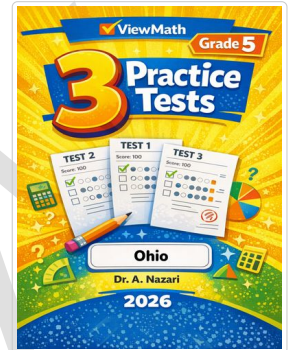 ViewMath
Grade 5
3 Practice
Tests
TEST 2
Score: 100
TEST 1
Score: 100
TEST 3
Score: 100
Ohio
Dr. A. Nazari
2026